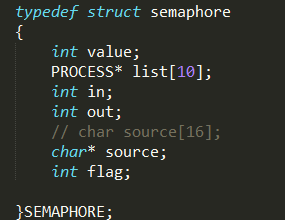 typedef struct semaphore
{
int value;
PROCESS* list[10];
int in;
int out;
// char source[16];
char* source;
int flag;
}SEMAPHORE;